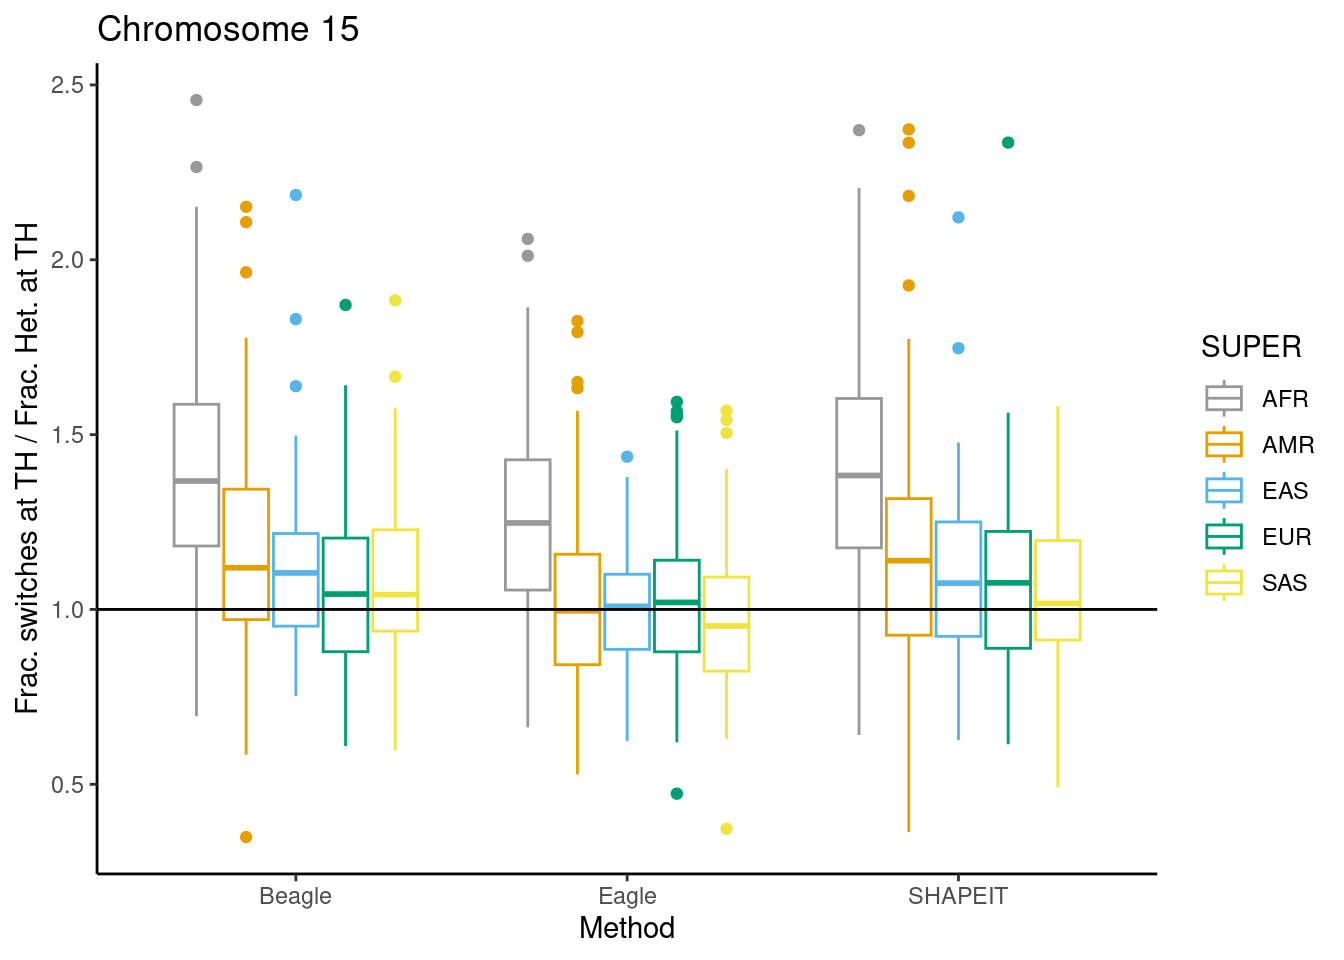 Chromosome 15
Frac. switches at TH / Frac. Het. at TH
2.5
2.0
1.5
1.0
0.5
Beagle
Eagle
SHAPEIT
Method
SUPER
AFR
AMR
EAS
EUR
SAS